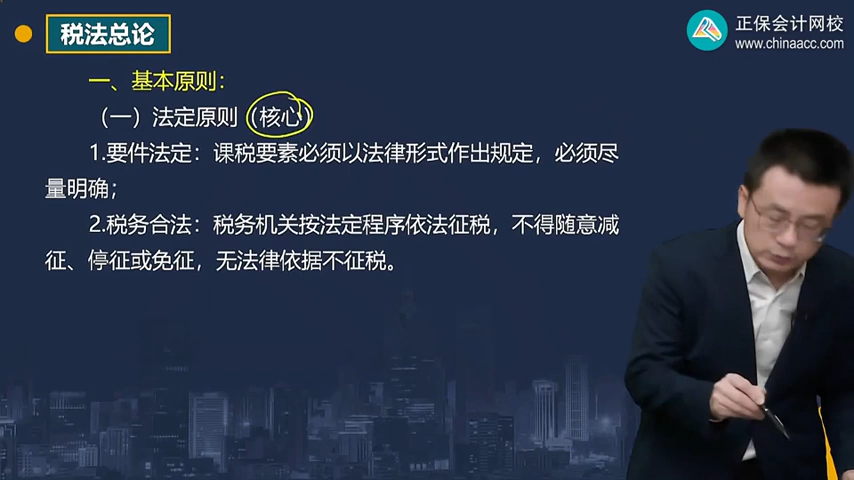 税法总论
正保会计网校
www.chinaacc.com
一、基本原则：
（一）法定原则（核心）
1.要件法定：课税要素必须以法律形式作出规定，必须尽
量明确；
2.税务合法：税务机关按法定程序依法征税，不得随意减
征、停征或免征，无法律依据不征税。